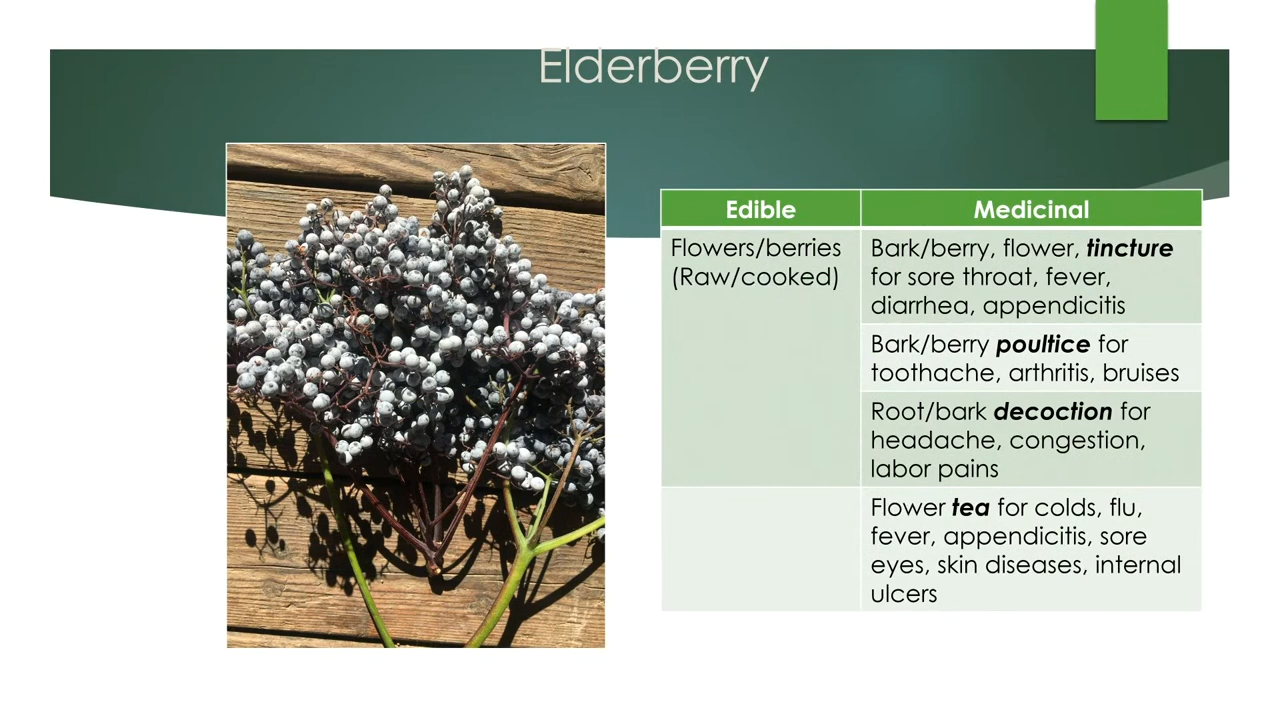 Elderberry
Edible
Medicinal
Flowers/berries
(Raw/cooked)
Bark/berry, flower, tincture
for sore throat, fever,
diarrhea, appendicitis
Bark/berry poultice for
toothache, arthritis, bruises
Root/bark decoction for
headache, congestion,
labor pains
Flower tea for colds, flu,
fever, appendicitis, sore
eyes, skin diseases, internal
ulcers